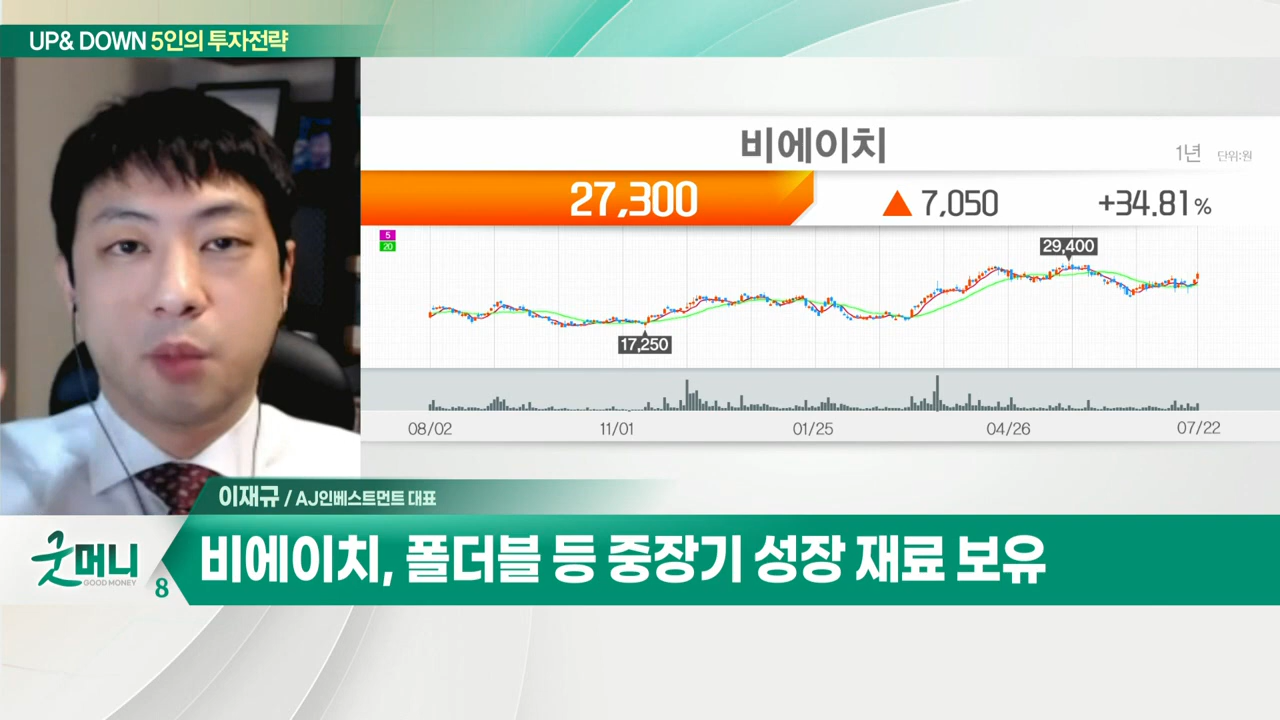 UP& DOWN 5인의 투자전략
비에이치
1년 단위:원
27,300 ▲ 7,050 +34.81%
5
20
29,400
17,250
08/02 11/01 01/25 04/26 07/22
이재규 / AJ인베스트먼트 대표
굿머니
GOOD MONEY
8
비에이치, 폴더블 등 중장기 성장 재료 보유